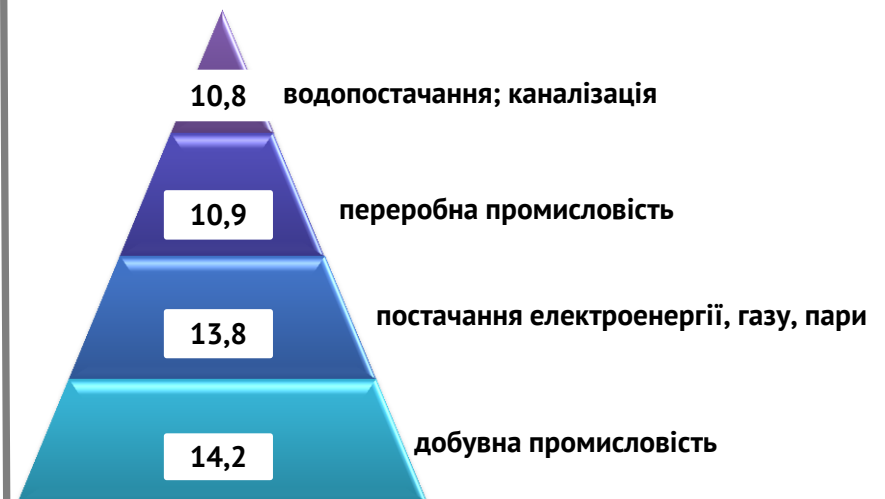 10,8 водопостачання; каналізація
10,9 переробна промисловість
13,8 постачання електроенергії, газу, пари
14,2 добувна промисловість